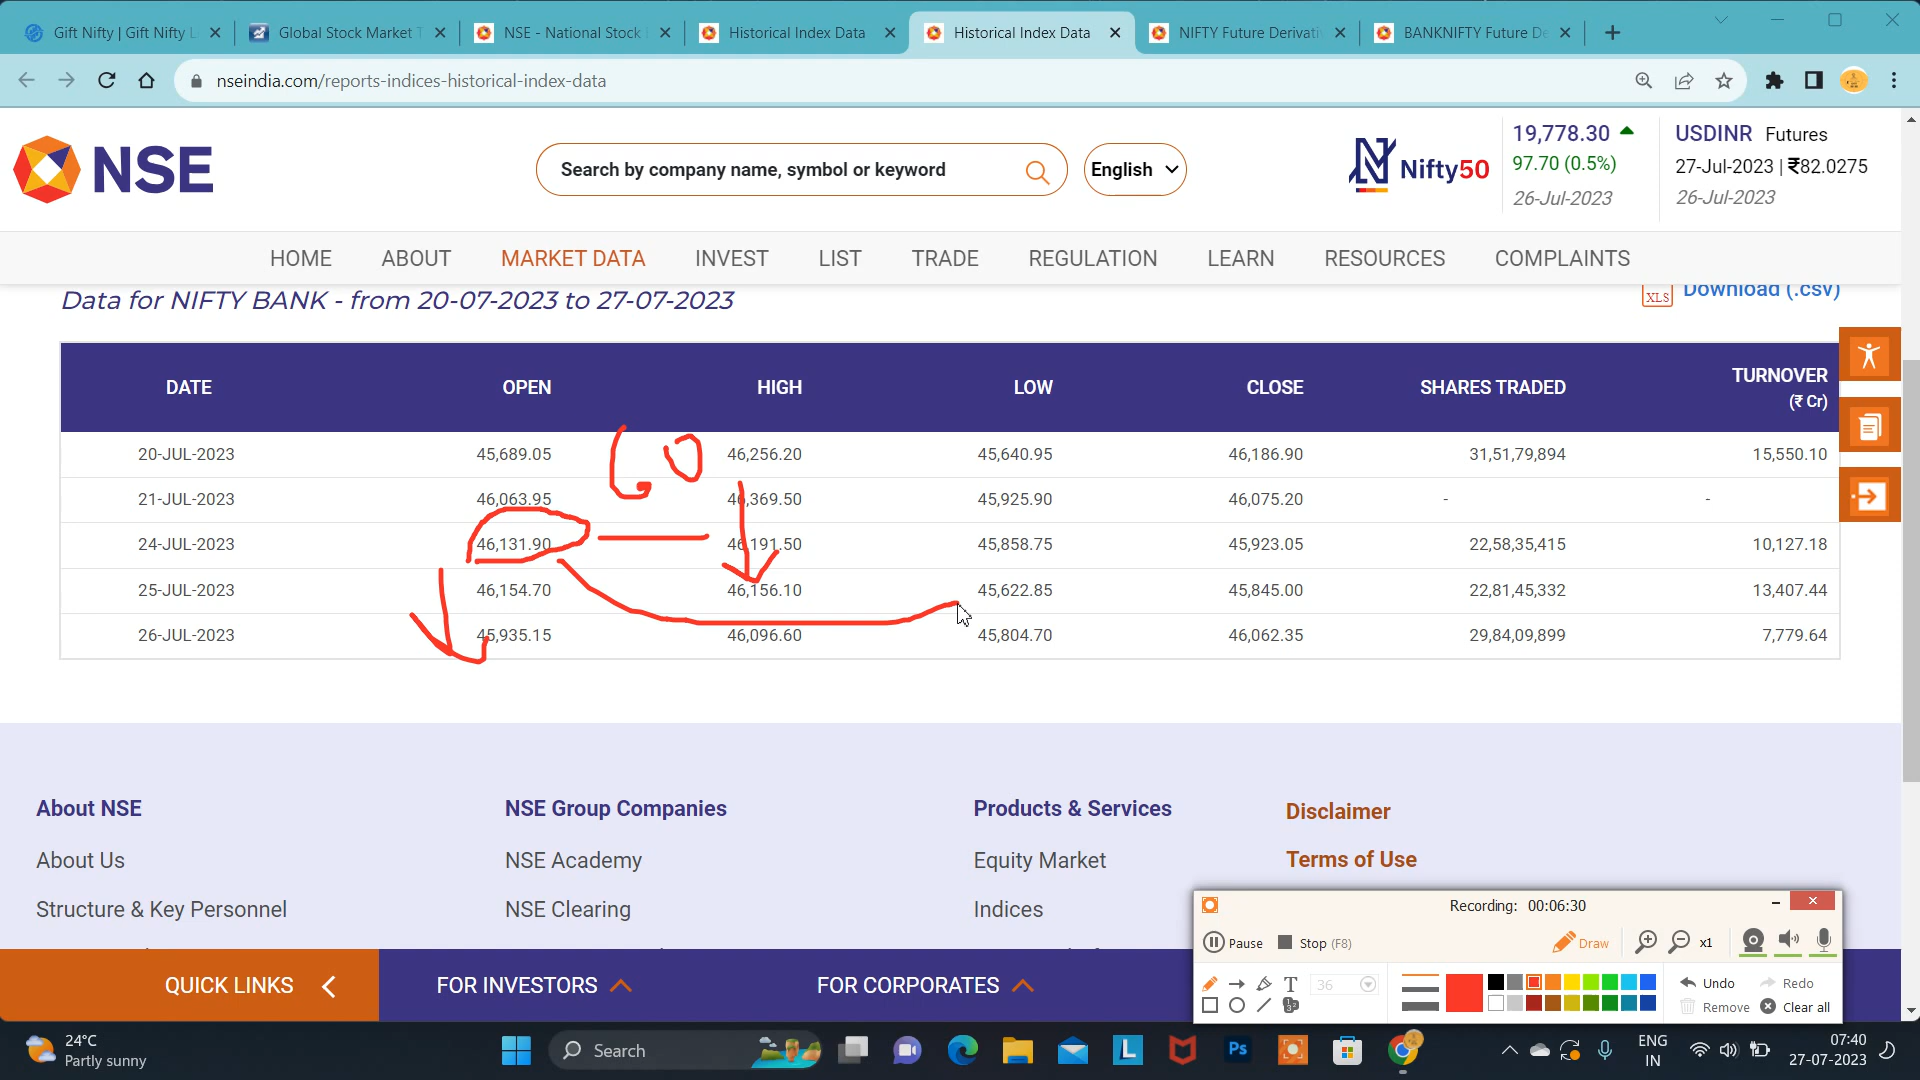 Gift Nifty | Gift Nifty L
Global Stock Market T
NSE - National Stock
Historical Index Data
Historical Index Data
NIFTY Future Derivati
BANKNIFTY Future De
nseindia.com/reports-indices-historical-index-data
NSE
Search by company name, symbol or keyword
English
Nifty50
19,778.30
97.70 (0.5%)
26-Jul-2023
USDINR Futures
27-Jul-2023 | ₹82.0275
26-Jul-2023
HOME ABOUT MARKET DATA INVEST LIST TRADE REGULATION LEARN RESOURCES COMPLAINTS
Data for NIFTY BANK - from 20-07-2023 to 27-07-2023
XLS Download (.csv)
DATE OPEN HIGH LOW CLOSE SHARES TRADED TURNOVER (₹ Cr)
20-JUL-2023 45,689.05 46,256.20 45,640.95 46,186.90 31,51,79,894 15,550.10
60
21-JUL-2023 46,063.95 46,369.50 45,925.90 46,075.20 - -
24-JUL-2023 46,131.90 46,191.50 45,858.75 45,923.05 22,58,35,415 10,127.18
25-JUL-2023 46,154.70 46,156.10 45,622.85 45,845.00 22,81,45,332 13,407.44
26-JUL-2023 45,935.15 46,096.60 45,804.70 46,062.35 29,84,09,899 7,779.64
About NSE NSE Group Companies Products & Services Disclaimer
About Us NSE Academy Equity Market Terms of Use
Structure & Key Personnel NSE Clearing Indices
QUICK LINKS FOR INVESTORS FOR CORPORATES
Recording: 00:06:30
Pause Stop (F8) Draw x1
T 36 Undo Redo
Remove Clear all
24°C
Partly sunny
Search
L
Ps
ENG
IN
07:40
27-07-2023